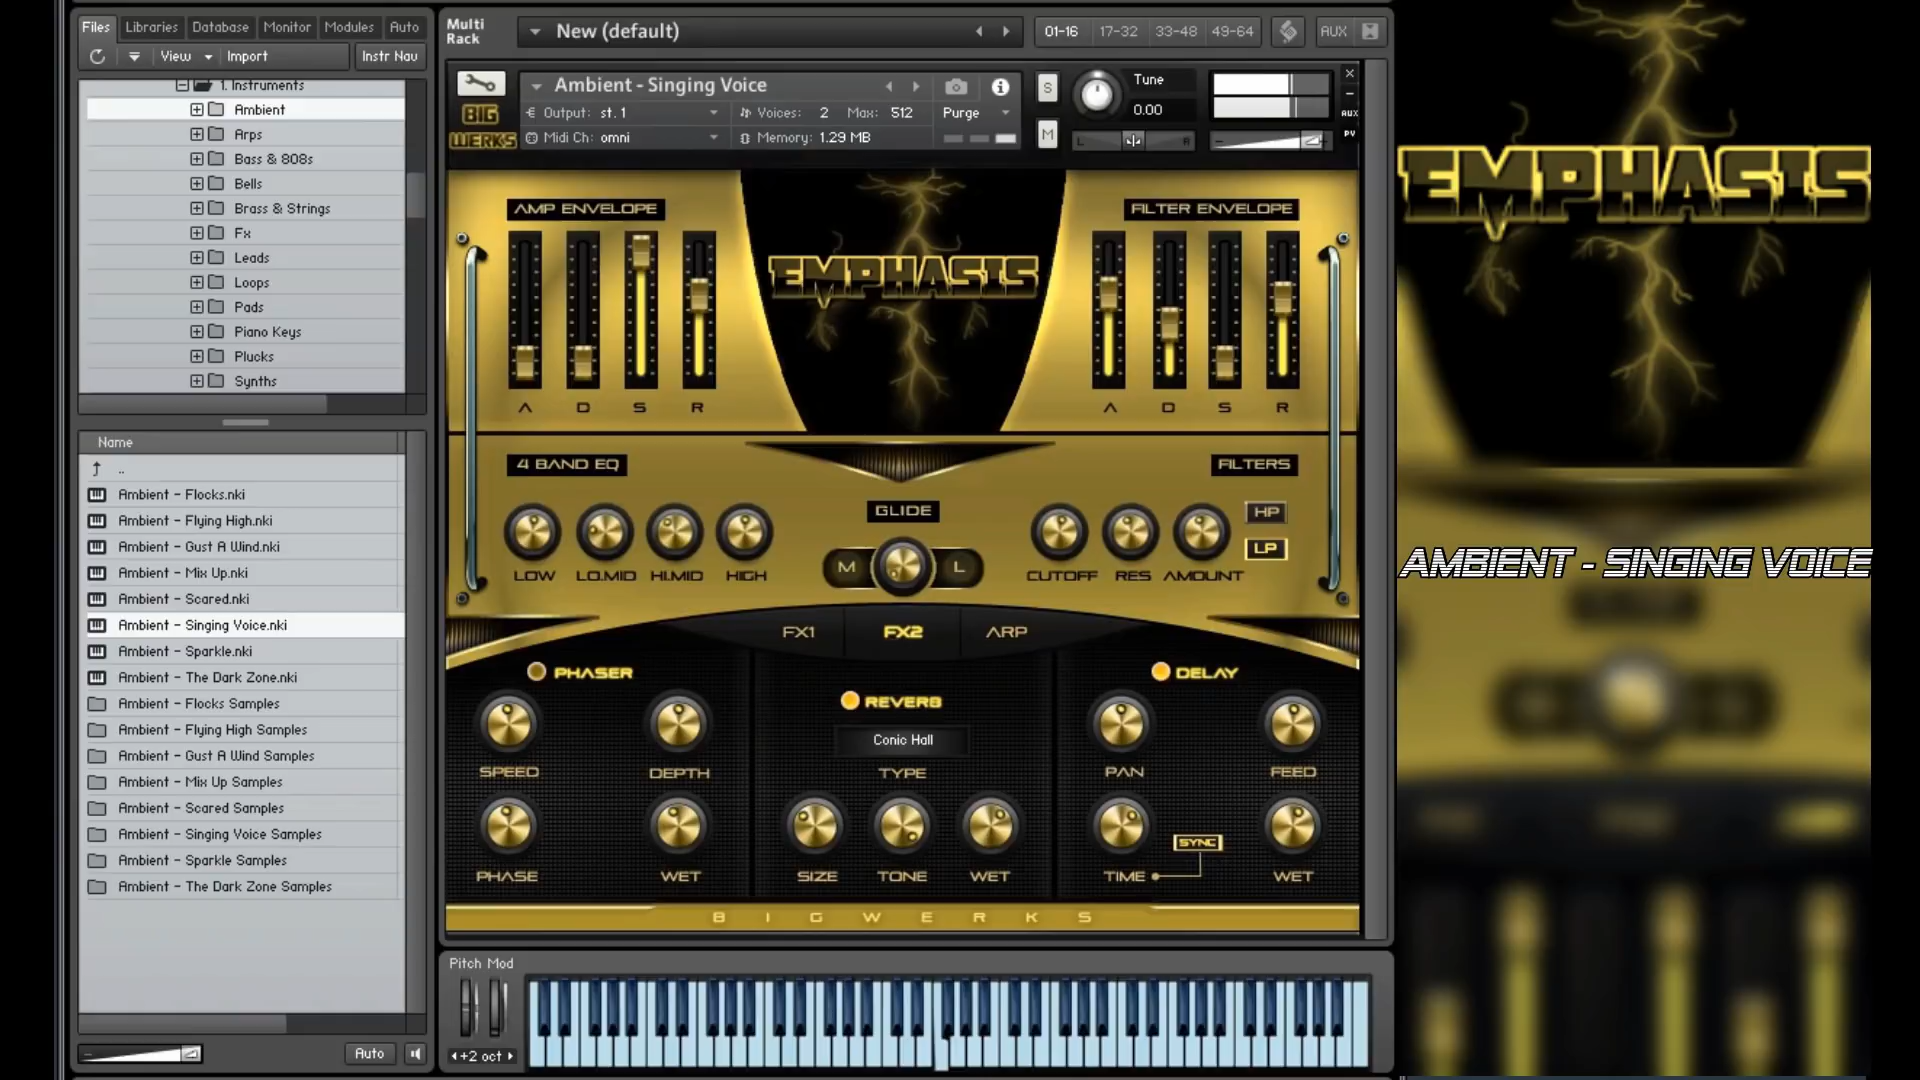 Files Libraries Database Monitor Modules Auto
View Import Instr Nav
1. Instruments
Ambient
Arps
Bass & 808s
Bells
Brass & Strings
Fx
Leads
Loops
Pads
Piano Keys
Plucks
Synths
Name
..
Ambient - Flocks.nki
Ambient - Flying High.nki
Ambient - Gust A Wind.nki
Ambient - Mix Up.nki
Ambient - Scared.nki
Ambient - Singing Voice.nki
Ambient - Sparkle.nki
Ambient - The Dark Zone.nki
Ambient - Flocks Samples
Ambient - Flying High Samples
Ambient - Gust A Wind Samples
Ambient - Mix Up Samples
Ambient - Scared Samples
Ambient - Singing Voice Samples
Ambient - Sparkle Samples
Ambient - The Dark Zone Samples
Auto
Multi Rack
New (default)
01-16 17-32 33-48 49-64 AUX
BIG WERKS
Ambient - Singing Voice
Output: st. 1 Voices: 2 Max: 512 Purge
Midi Ch: omni Memory: 1.29 MB
S
M
Tune
0.00
L R
AUX
PV
AMP ENVELOPE
A D S R
EMPHASIS
FILTER ENVELOPE
A D S R
4 BAND EQ
LOW LO.MID HI.MID HIGH
GLIDE
M L
FILTERS
CUTOFF RES AMOUNT
HP
LP
FX1 FX2 ARP
PHASER
SPEED DEPTH
PHASE WET
REVERB
Conic Hall
TYPE
SIZE TONE WET
DELAY
PAN FEED
SYNC
TIME WET
BIGWERKS
Pitch Mod
+2 oct
EMPHASIS
AMBIENT - SINGING VOICE